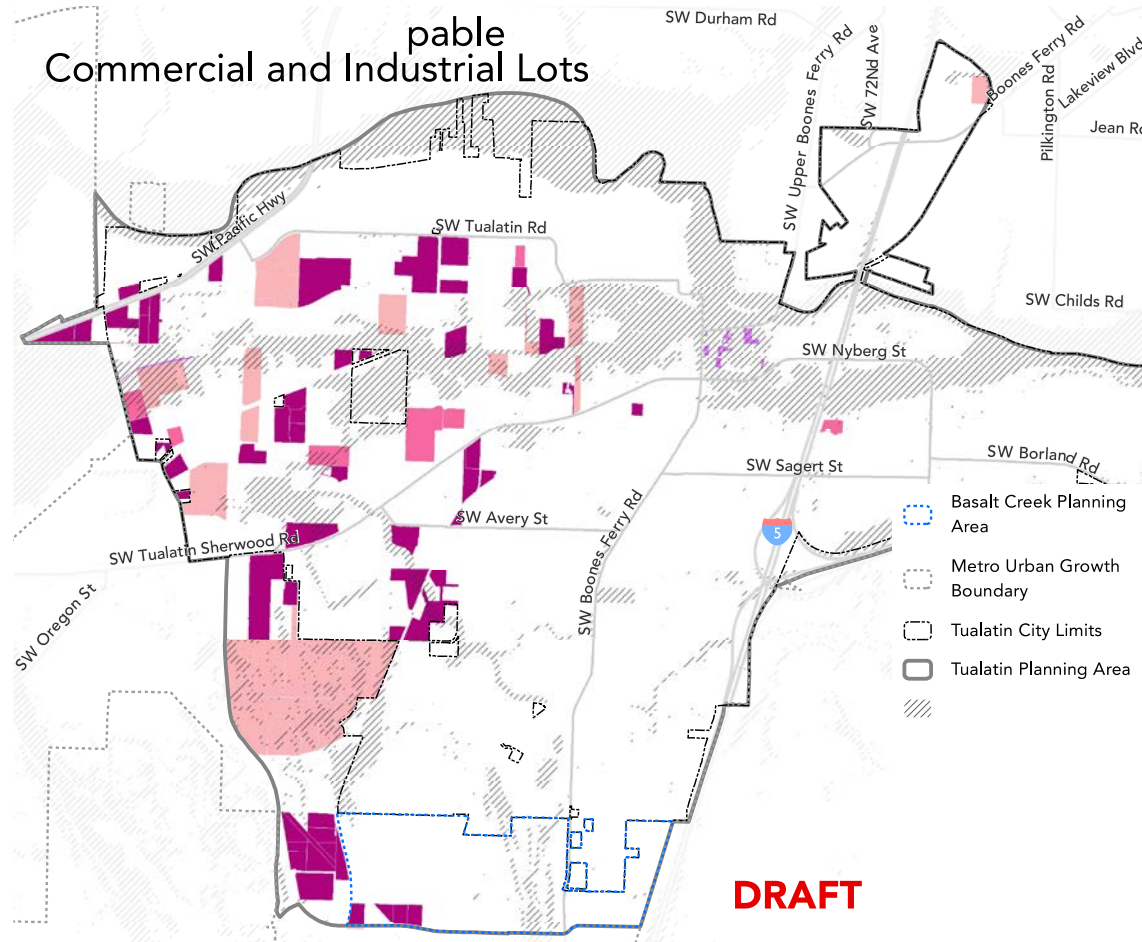 pable
Commercial and Industrial Lots
SW Durham Rd
SW Upper Boones Ferry Rd
SW 72Nd Ave
Boones Ferry Rd
Pilkington Rd
Lakeview Blvd
Jean Rd
SW Pacific Hwy
SW Tualatin Rd
SW Childs Rd
SW Nyberg St
SW Borland Rd
SW Sagert St
SW Avery St
SW Boones Ferry Rd
SW Tualatin Sherwood Rd
SW Oregon St
5
Basalt Creek Planning
Area
Metro Urban Growth
Boundary
Tualatin City Limits
Tualatin Planning Area
DRAFT